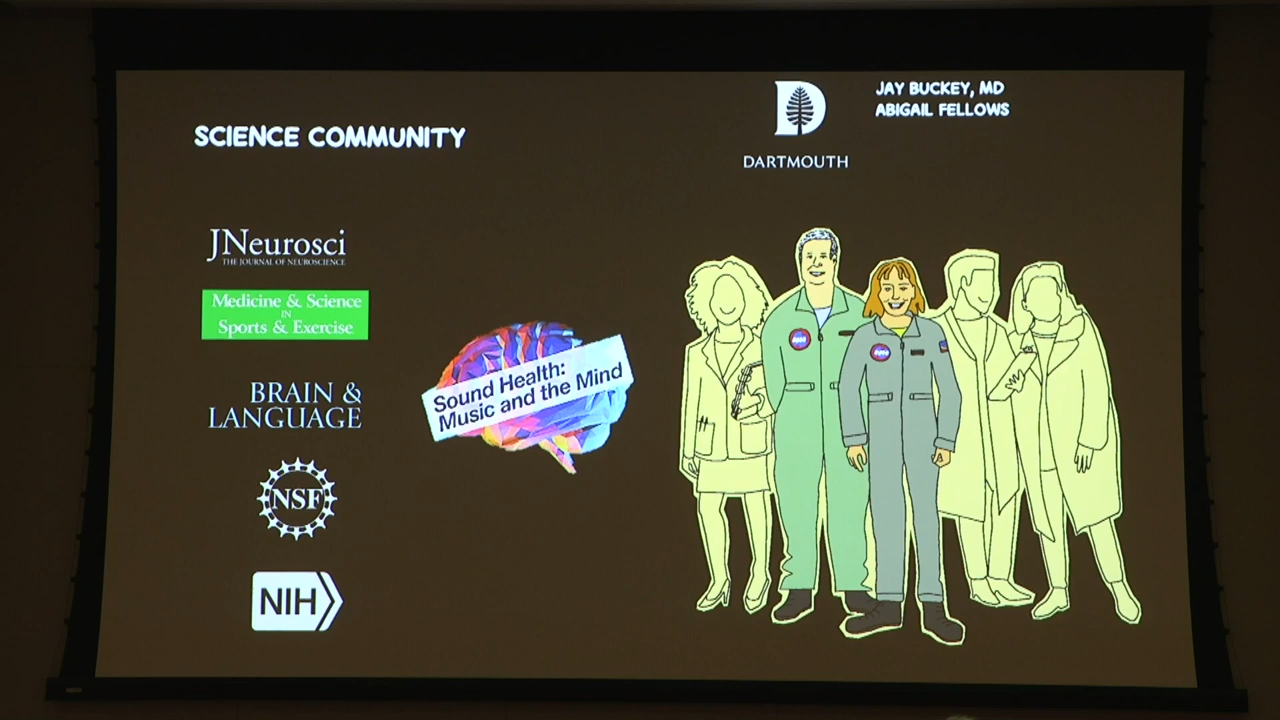 SCIENCE COMMUNITY
JNeurosci
THE JOURNAL OF NEUROSCIENCE
Medicine & Science
IN
Sports & Exercise
BRAIN &
LANGUAGE
NSF
NIH
Sound Health:
Music and the Mind
D
DARTMOUTH
JAY BUCKEY, MD
ABIGAIL FELLOWS